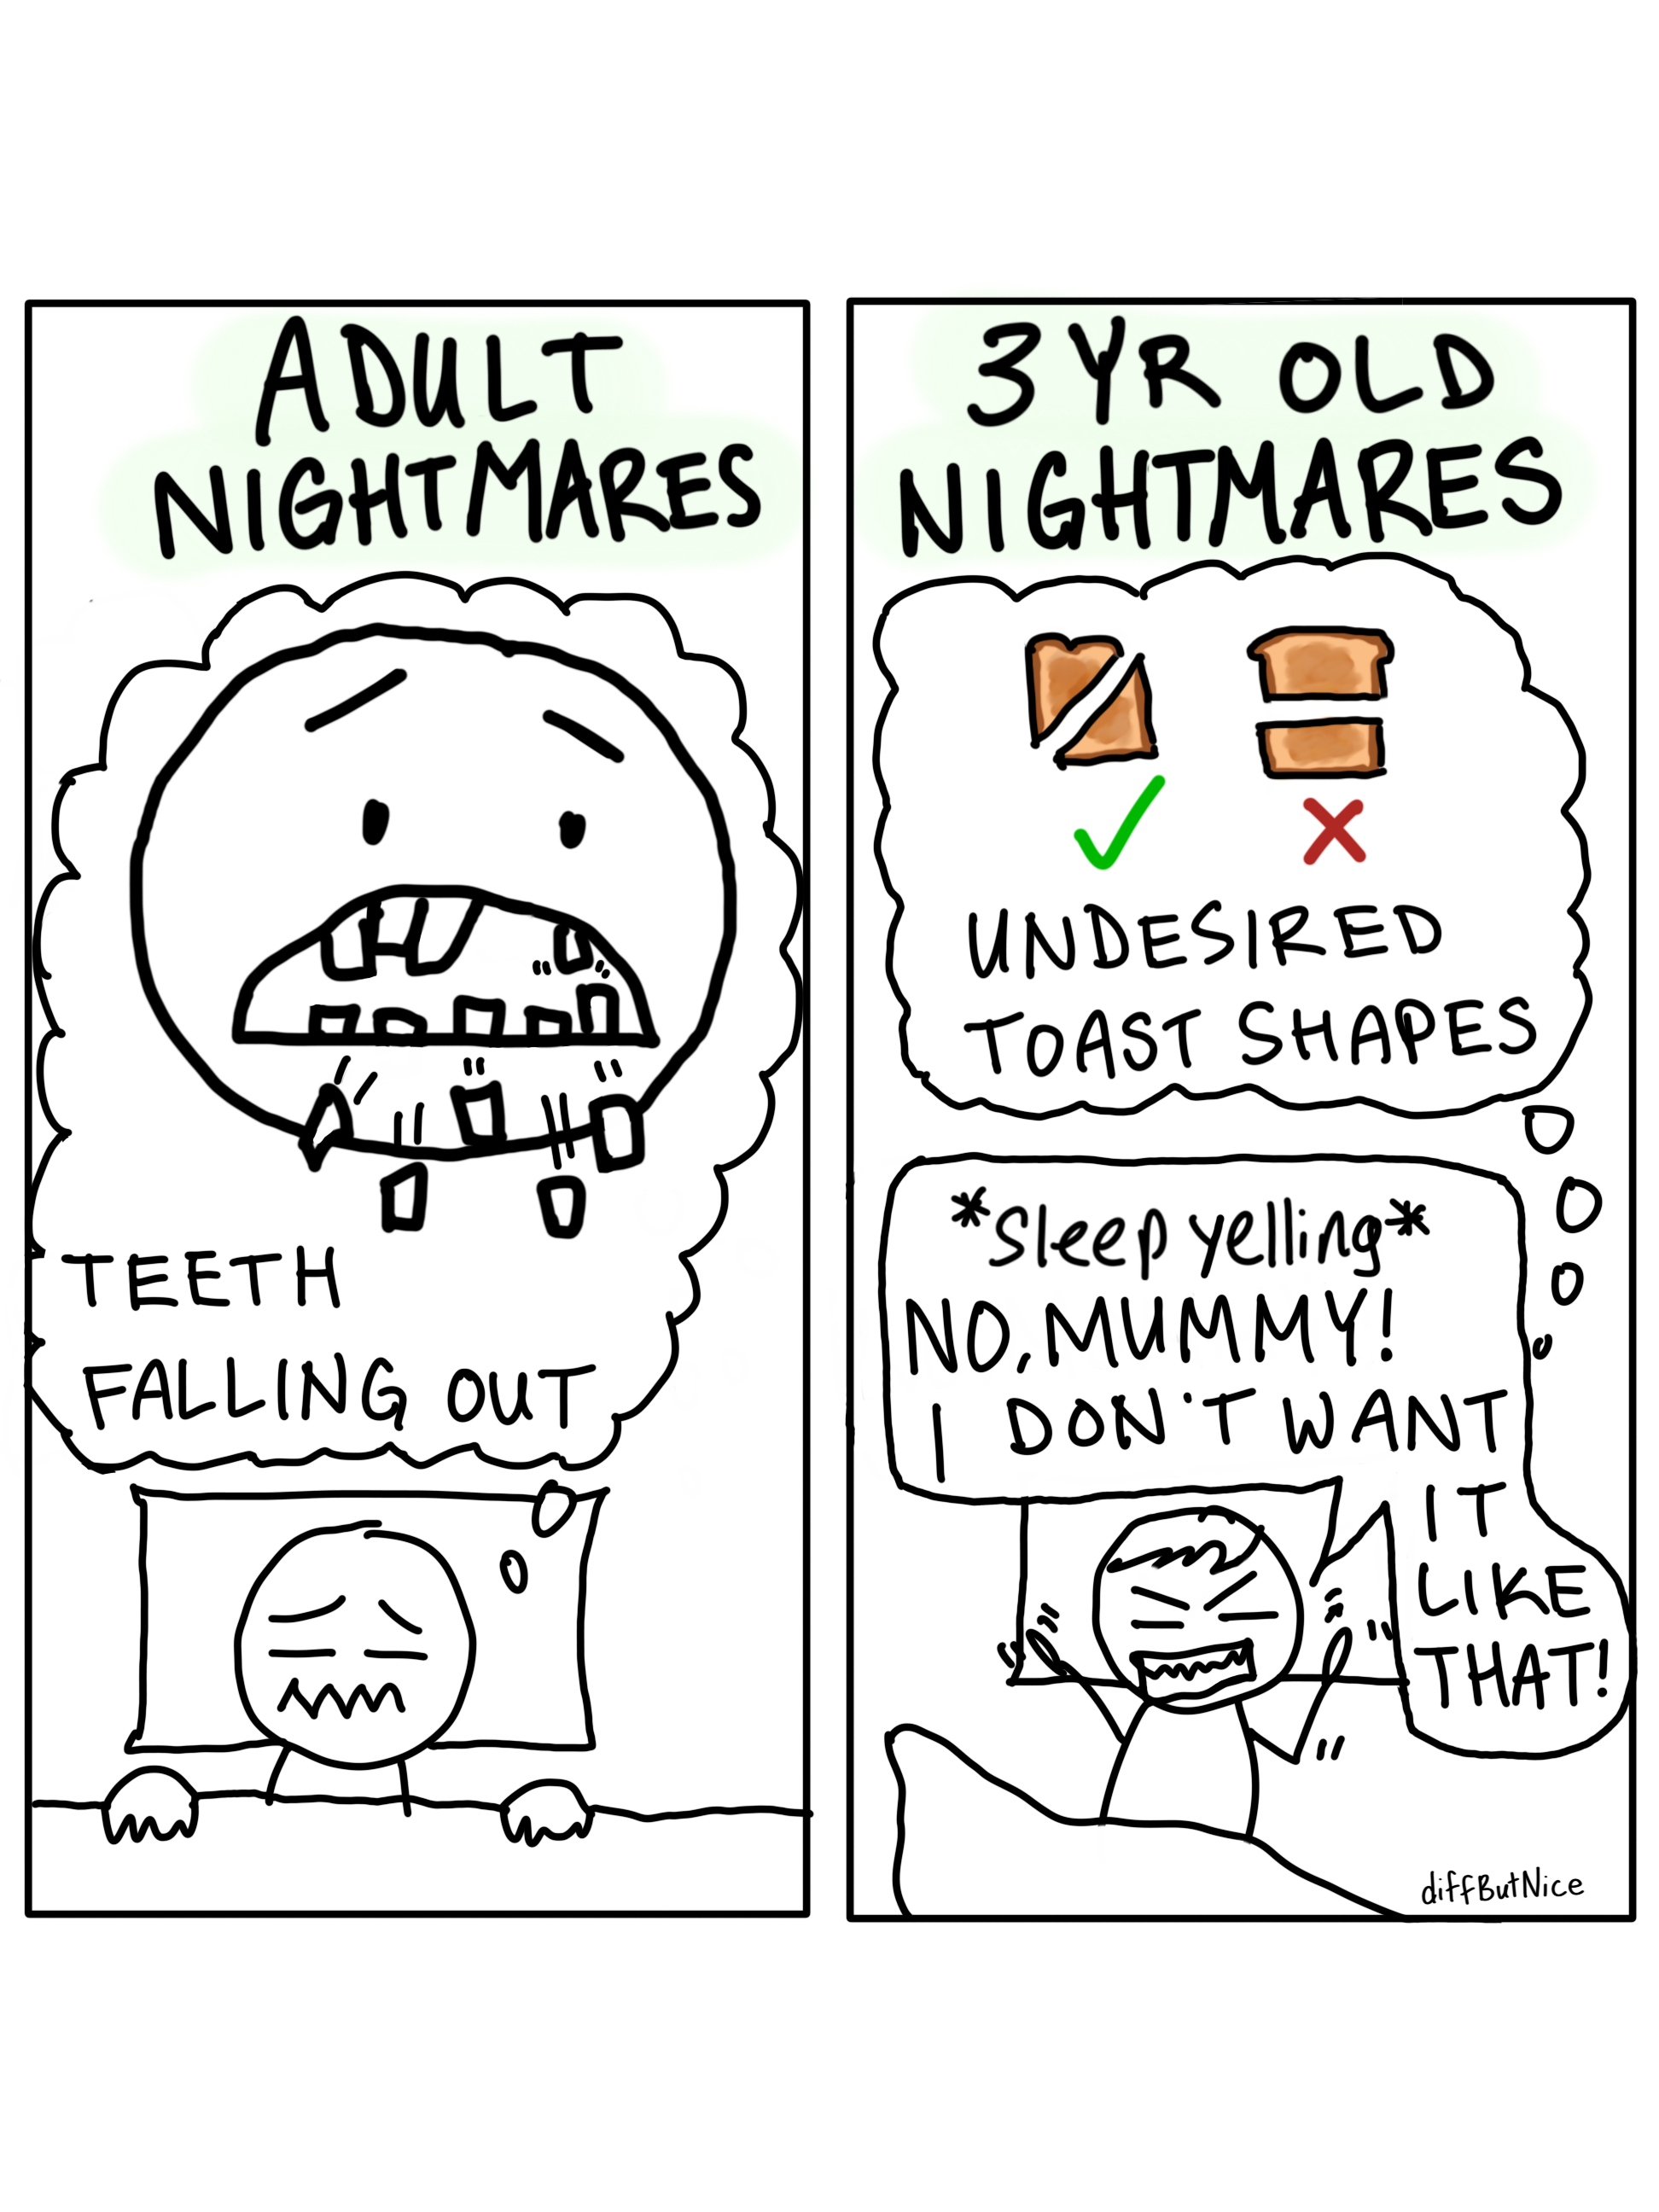 ADULT
NIGHTMARES
TEETH
FALLING OUT
3 YR OLD
NIGHTMARES
UNDESIRED
TOAST SHAPES
*sleep yelling*
NO, MUMMY!
I DON'T WANT
IT
LIKE
THAT!
diffButNice